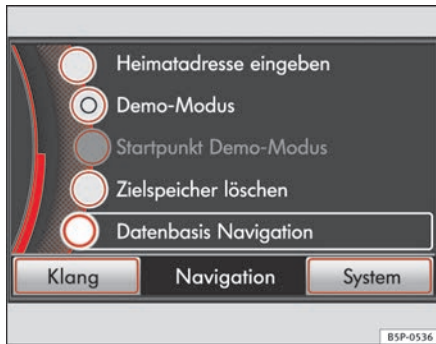 Heimatadresse eingeben
Demo-Modus
Startpunkt Demo-Modus
Zielspeicher löschen
Datenbasis Navigation
Klang Navigation System
B5P-0536